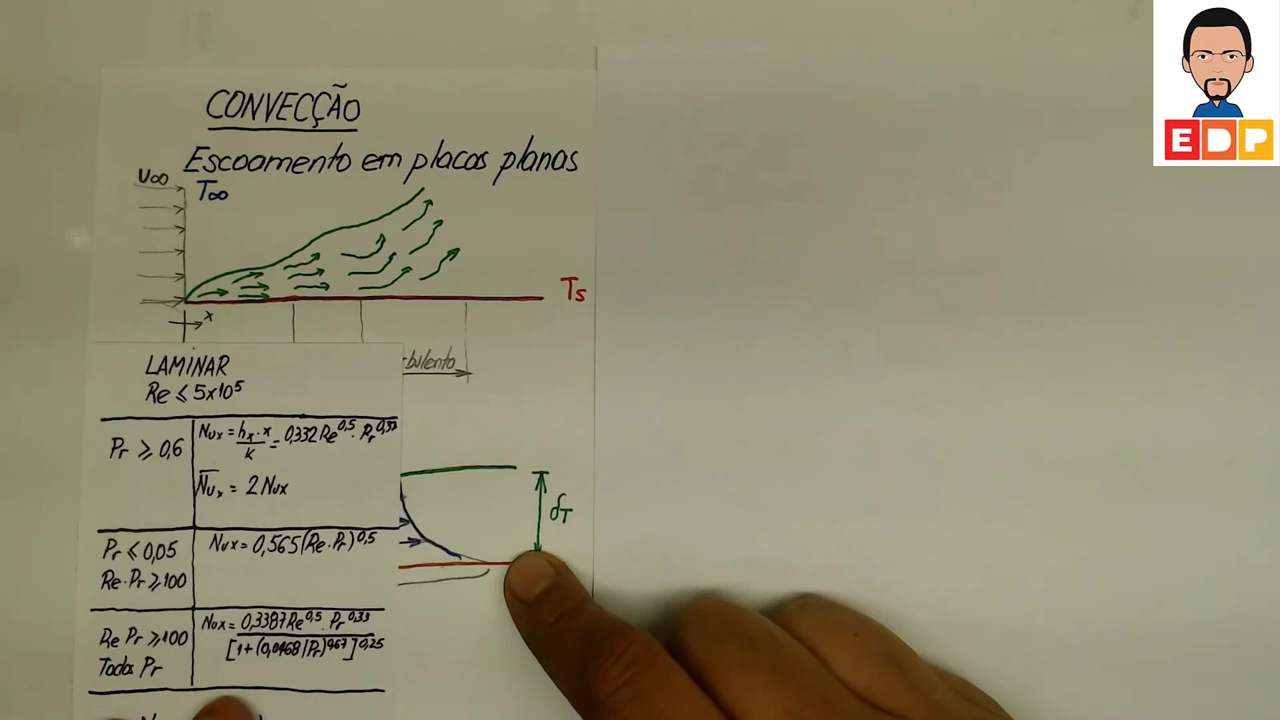 CONVECÇÃO
Escoamento em placas planas
U∞
T∞
Ts
x
bulento
LAMINAR
Re ≤ 5x10⁵
Pr ≥ 0,6
Nux = hx·x/K = 0,332 Re^0,5 · Pr^0,33
N̅ux = 2 Nux
Pr ≤ 0,05
Re·Pr ≥ 100
Nux = 0,565 (Re·Pr)^0,5
Re Pr ≥ 100
Todos Pr
Nux = 0,3387 Re^0,5 · Pr^0,33
[1 + (0,0468/Pr)^0,67]^0,25
δT
EDP